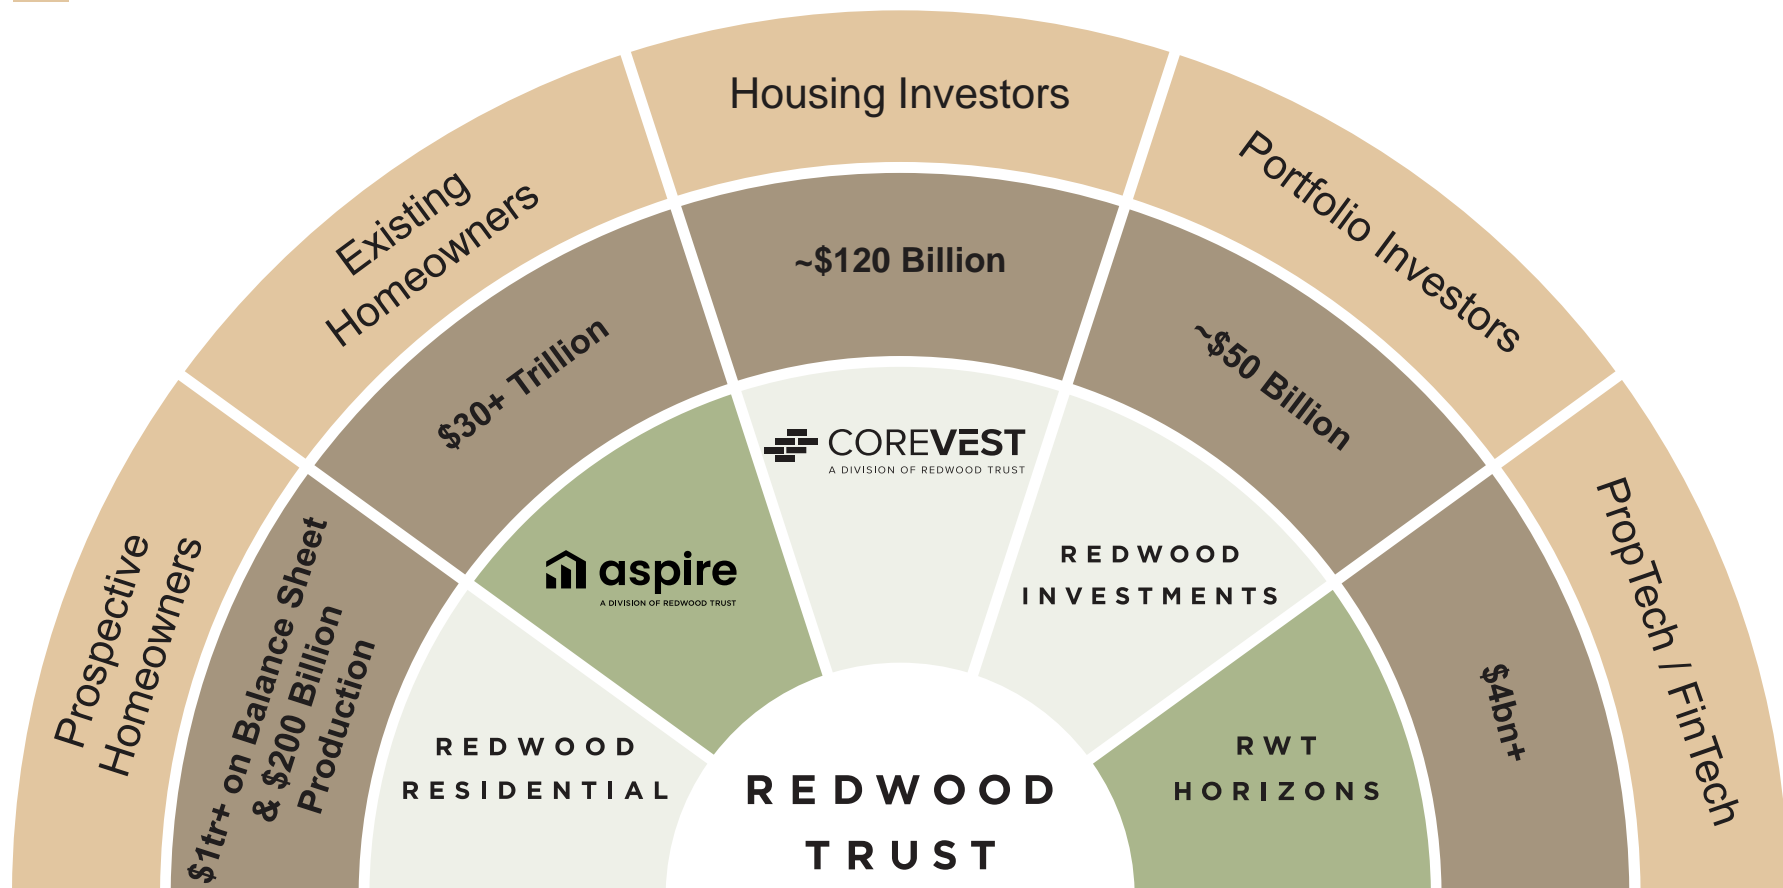 Prospective
Homeowners
Existing
Homeowners
Housing Investors
Portfolio Investors
PropTech / FinTech
$1tr+ on Balance Sheet
& $200 Billion
Production
$30+ Trillion
~$120 Billion
~$50 Billion
$4bn+
REDWOOD
RESIDENTIAL
aspire
A DIVISION OF REDWOOD TRUST
COREVEST
A DIVISION OF REDWOOD TRUST
REDWOOD
INVESTMENTS
RWT
HORIZONS
REDWOOD
TRUST